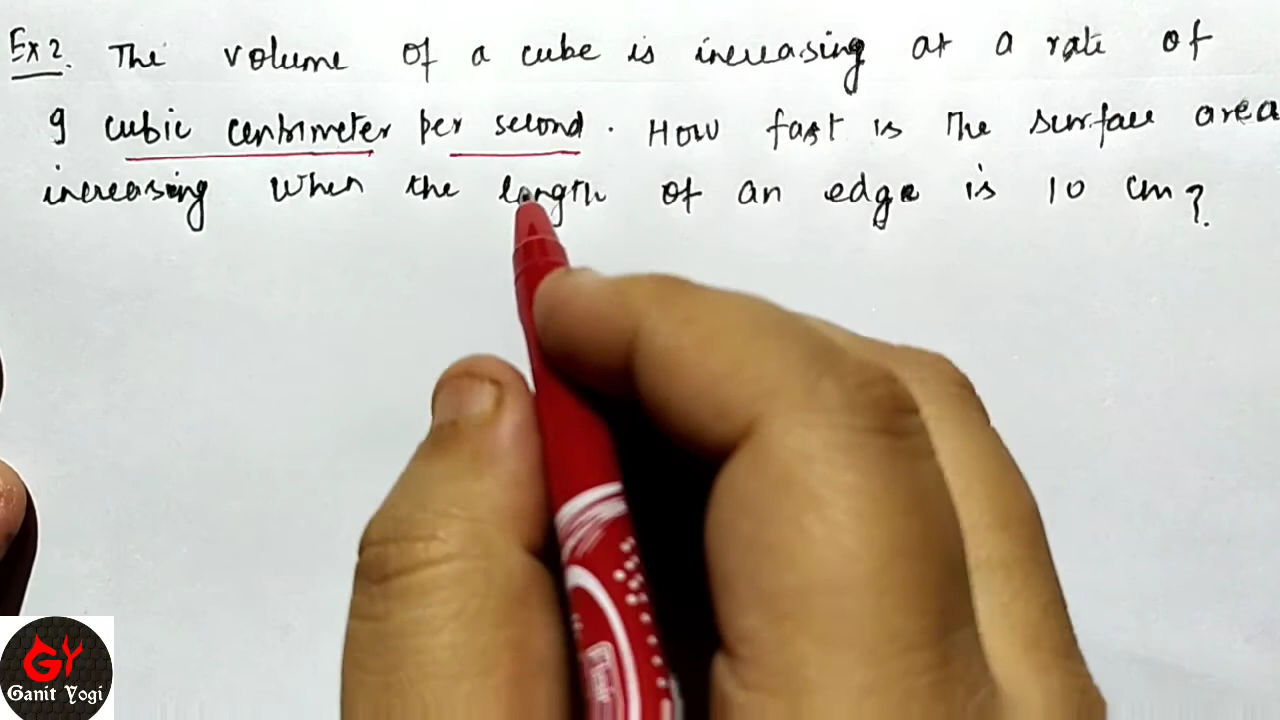 Ex 2. The volume of a cube is increasing at a rate of
9 cubic centimeter per second. How fast is the surface area
increasing when the length of an edge is 10 cm?
GY
Ganit Yogi